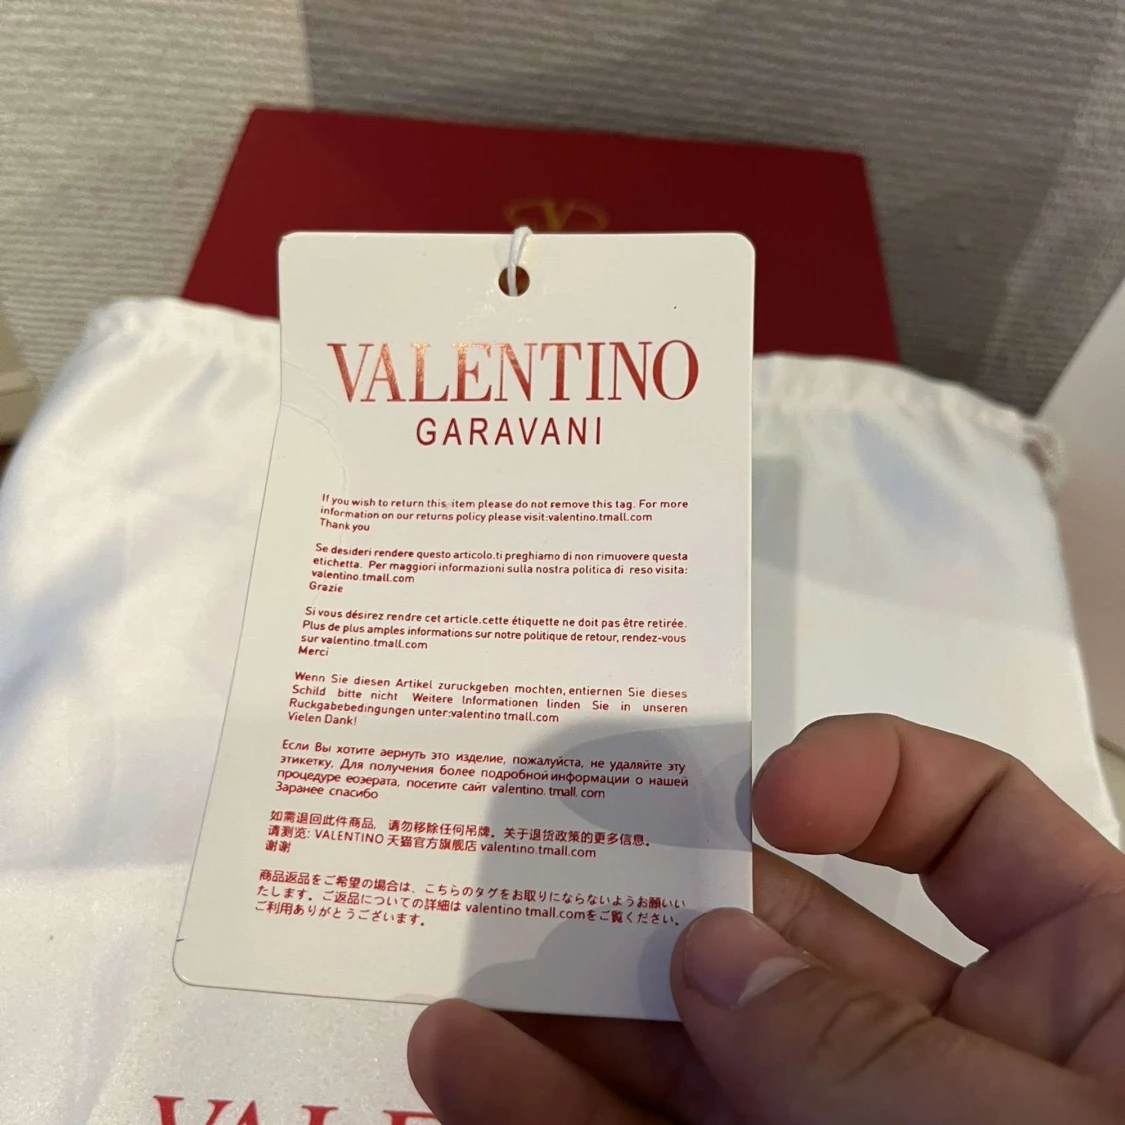 V
VALENTINO
GARAVANI
If you wish to return this, item please do not remove this tag. For more
information on our returns policy please visit:valentino.tmall.com
Thank you
Se desideri rendere questo articolo.ti preghiamo di non rimuovere questa
etichetta. Per maggiori informazioni sulla nostra politica di reso visita:
valentino.tmall.com
Grazie
Si vous désirez rendre cet article.cette étiquette ne doit pas être retirée.
Plus de plus amples informations sur notre politique de retour, rendez-vous
sur valentino.tmall.com
Merci
Wenn Sie diesen Artikel zuruckgeben mochten, entiernen Sie dieses
Schild bitte nicht Weitere lnformationen linden Sie in unseren
Ruckgabebedingungen unter:valentino tmall.com
Vielen Dank!
Если Вы хотите аернуть это изделие, пожалуйста, не удаляйте эту
этикетку, Для получения более подробной информации о нашей
процедуре еозерата, посетите сайт valentino. tmall. com
Заранее спасибо
如需退回此件商品, 请勿移除任何吊牌。关于退货政策的更多信息。
请测览: VALENTINO 天猫官方旗舰店 valentino.tmall.com
谢谢
商品返品をご希望の場合は、こちらのタグをお取りにならないようお願いい
たします。ご返品についての詳細は valentino tmall.comをご覧ください。
ご利用ありがとうございます。
VALE